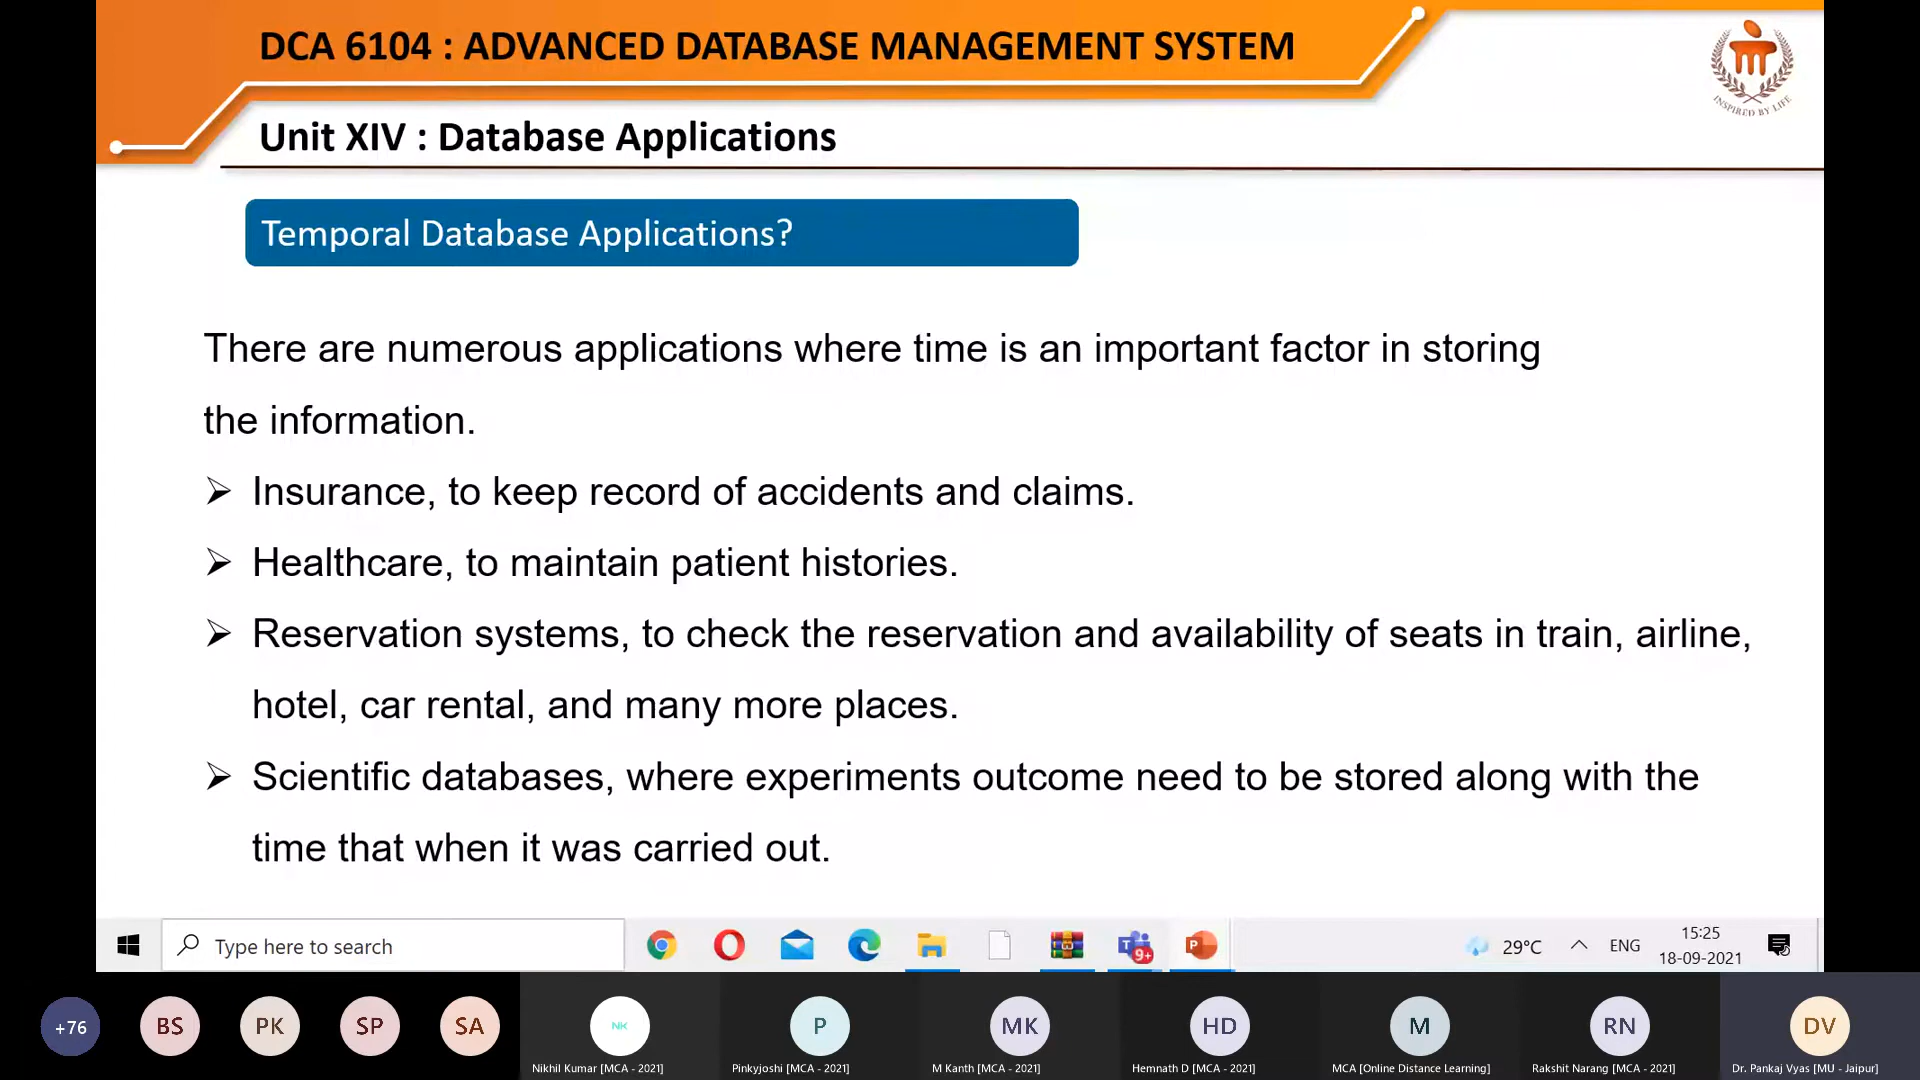 DCA 6104 : ADVANCED DATABASE MANAGEMENT SYSTEM
INSPIRED BY LIFE
Unit XIV : Database Applications
Temporal Database Applications?
There are numerous applications where time is an important factor in storing
the information.
➢ Insurance, to keep record of accidents and claims.
➢ Healthcare, to maintain patient histories.
➢ Reservation systems, to check the reservation and availability of seats in train, airline,
hotel, car rental, and many more places.
➢ Scientific databases, where experiments outcome need to be stored along with the
time that when it was carried out.
Type here to search
9+
29°C
ENG
15:25
18-09-2021
+76
BS
PK
SP
SA
NK
P
MK
HD
M
RN
DV
Nikhil Kumar [MCA - 2021]
Pinkyjoshi [MCA - 2021]
M Kanth [MCA - 2021]
Hemnath D [MCA - 2021]
MCA [Online Distance Learning]
Rakshit Narang [MCA - 2021]
Dr. Pankaj Vyas [MU - Jaipur]